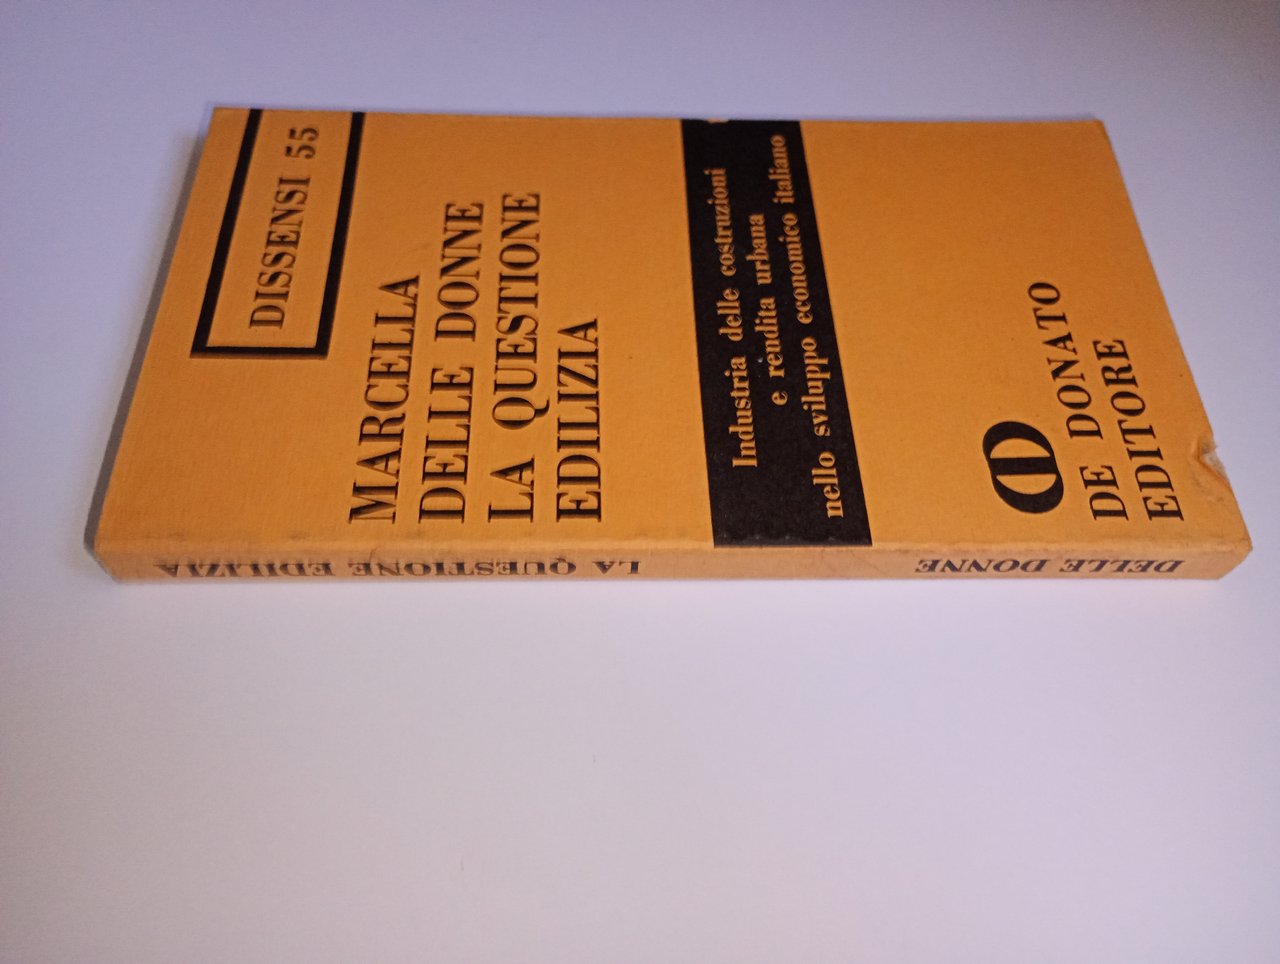 DISSENSI 55
MARCELLA
DELLE DONNE
LA QUESTIONE
EDILIZIA
Industria delle costruzioni
e rendita urbana
nello sviluppo economico italiano
DE DONATO
EDITORE
DELLE DONNE
LA QUESTIONE EDILIZIA